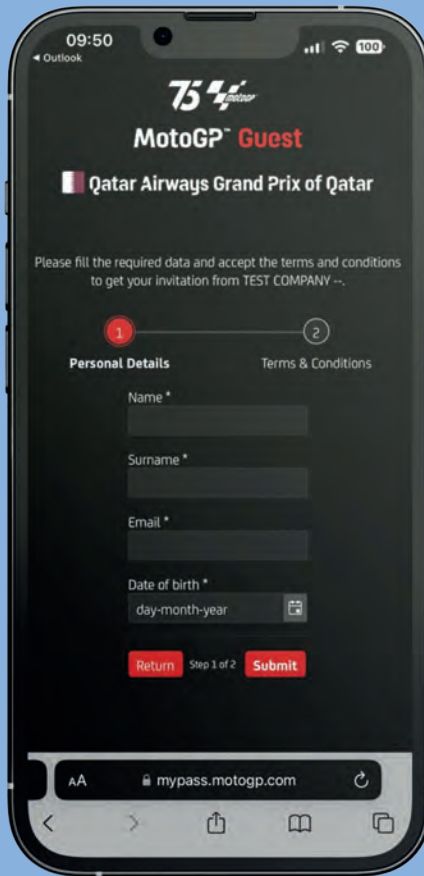 09:50
100
Outlook
75 motogp
MotoGP™ Guest
Qatar Airways Grand Prix of Qatar
Please fill the required data and accept the terms and conditions
to get your invitation from TEST COMPANY --.
1
2
Personal Details
Terms & Conditions
Name *
Surname *
Email *
Date of birth *
day-month-year
Return Step 1 of 2 Submit
AA mypass.motogp.com